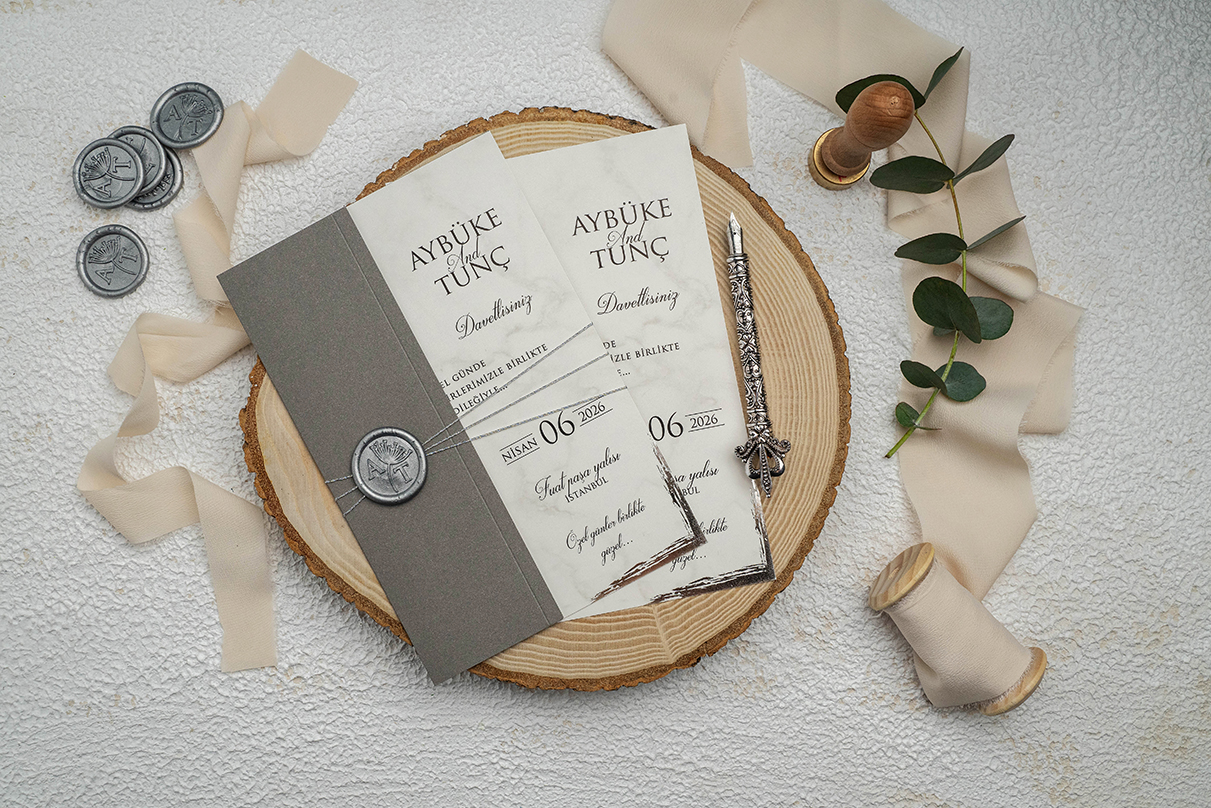 AYBÜKE
And
TUNÇ
Davetlisiniz
EL GÜNDE
ERLERİMİZLE BİRLİKTE
DİLEĞİYLE...
NİSAN 06 2026
Fuat paşa yalısı
İSTANBUL
Özel günler birlikte
güzel...
AYBÜKE
And
TUNÇ
Davetlisiniz
İZLE BİRLİKTE
06 2026
şa yalısı
NBUL
birlikte
güzel...
A T
A T
A T
A T